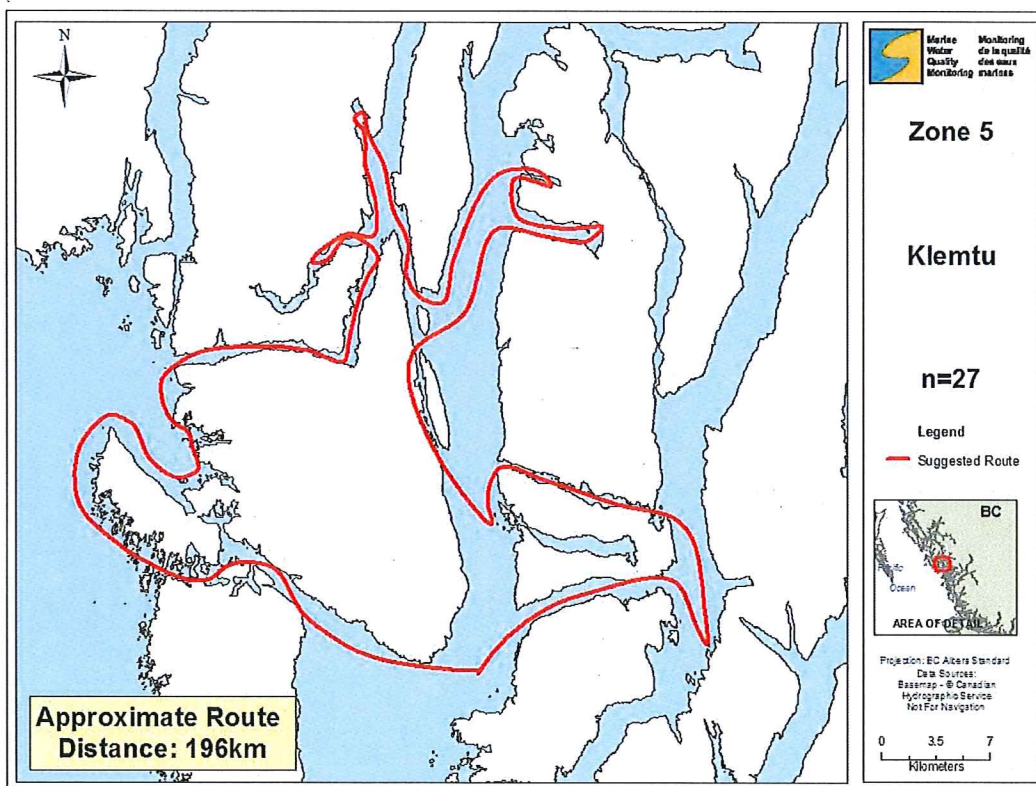 N
Approximate Route
Distance: 196km
Marine
Water
Quality
Monitoring
Monitoring
de la qualité
des eaux
marines
Zone 5
Klemtu
n=27
Legend
Suggested Route
BC
Pacific
Ocean
AREA OF DETAIL
Projection: BC Albers Standard
Data Sources:
Basemap - © Canadian
Hydrographic Service
Not For Navigation
0 3.5 7
Kilometers